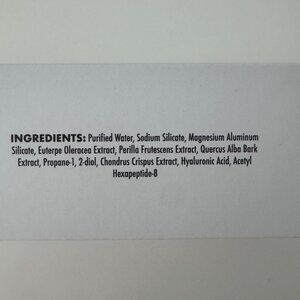 INGREDIENTS: Purified Water, Sodium Silicate, Magnesium Aluminum
Silicate, Euterpe Oleracea Extract, Perilla Frutescens Extract, Quercus Alba Bark
Extract, Propane-1, 2-diol, Chondrus Crispus Extract, Hyaluronic Acid, Acetyl
Hexapeptide-8